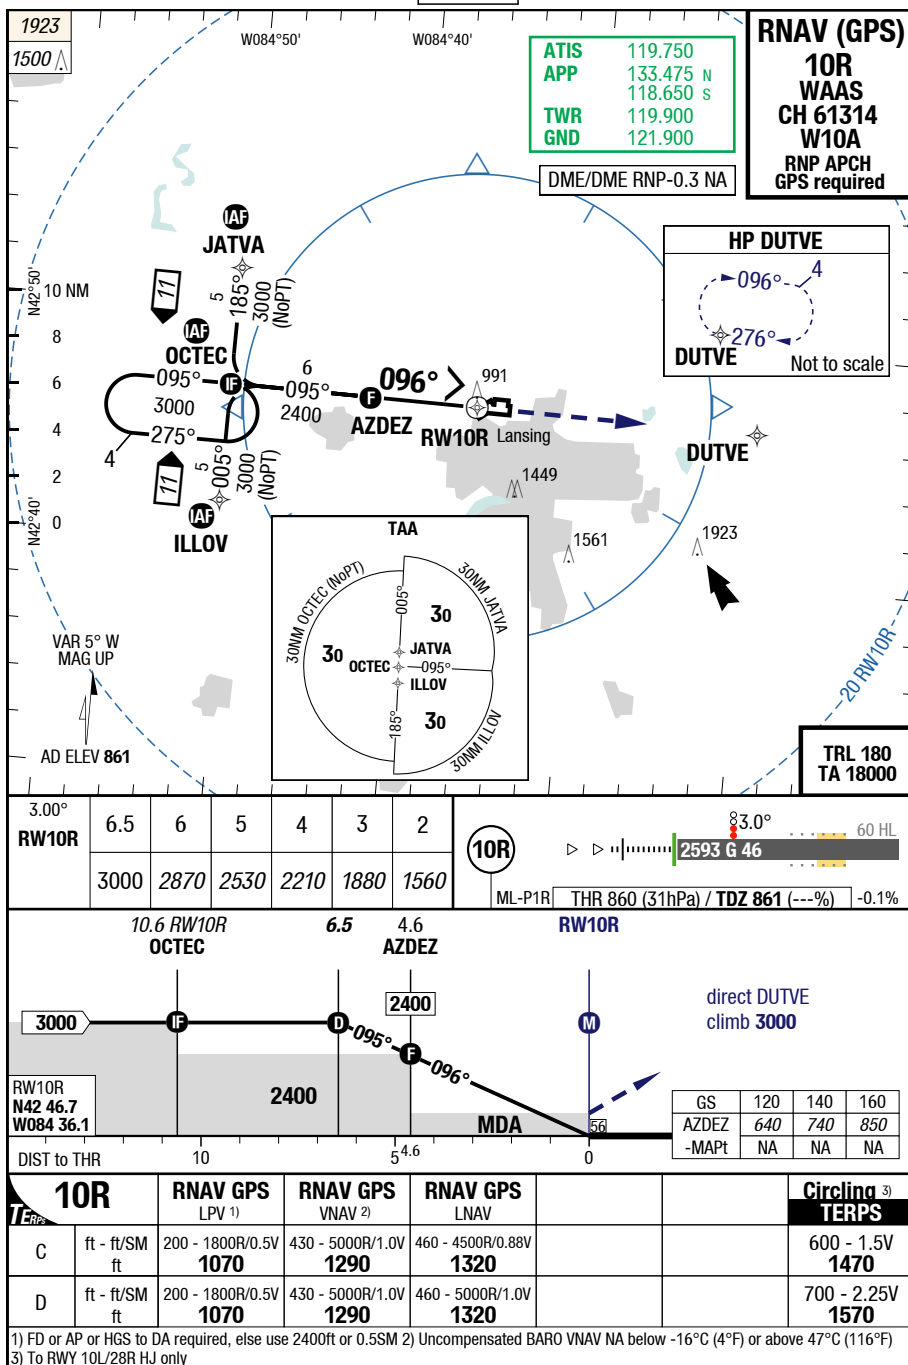 1923
1500
W084°50'
W084°40'
ATIS 119.750
APP 133.475 N
118.650 S
TWR 119.900
GND 121.900
RNAV (GPS)
10R
WAAS
CH 61314
W10A
RNP APCH
GPS required
DME/DME RNP-0.3 NA
HP DUTVE
096° 4
276°
DUTVE
Not to scale
IAF
JATVA
N42°50'
10 NM
8
6
4
2
0
N42°40'
11
5
185°
3000
(NoPT)
IAF
OCTEC
095°
IF
3000
275°
4
6
095°
2400
F
AZDEZ
096°
991
RW10R
Lansing
DUTVE
11
5
005°
3000
(NoPT)
IAF
ILLOV
1449
1561
1923
TAA
30NM OCTEC (NoPT)
30NM JATVA
30NM ILLOV
005°
30
30
JATVA
OCTEC
095°
ILLOV
185°
30
VAR 5° W
MAG UP
AD ELEV 861
20 RW10R
TRL 180
TA 18000
3.00°
RW10R
6.5 6 5 4 3 2
3000 2870 2530 2210 1880 1560
10R
3.0°
60 HL
2593 G 46
ML-P1R
THR 860 (31hPa) / TDZ 861 (---%)
-0.1%
10.6 RW10R
OCTEC
6.5
4.6
AZDEZ
RW10R
2400
3000
IF
D
095°
F
096°
M
direct DUTVE
climb 3000
RW10R
N42 46.7
W084 36.1
2400
MDA
56
GS 120 140 160
AZDEZ 640 740 850
-MAPt NA NA NA
DIST to THR 10 5 4.6 0
10R
TERPS
RNAV GPS
LPV 1)
RNAV GPS
VNAV 2)
RNAV GPS
LNAV
Circling 3)
TERPS
C ft - ft/SM 200 - 1800R/0.5V 430 - 5000R/1.0V 460 - 4500R/0.88V 600 - 1.5V
ft 1070 1290 1320 1470
D ft - ft/SM 200 - 1800R/0.5V 430 - 5000R/1.0V 460 - 5000R/1.0V 700 - 2.25V
ft 1070 1290 1320 1570
1) FD or AP or HGS to DA required, else use 2400ft or 0.5SM 2) Uncompensated BARO VNAV NA below -16°C (4°F) or above 47°C (116°F)
3) To RWY 10L/28R HJ only